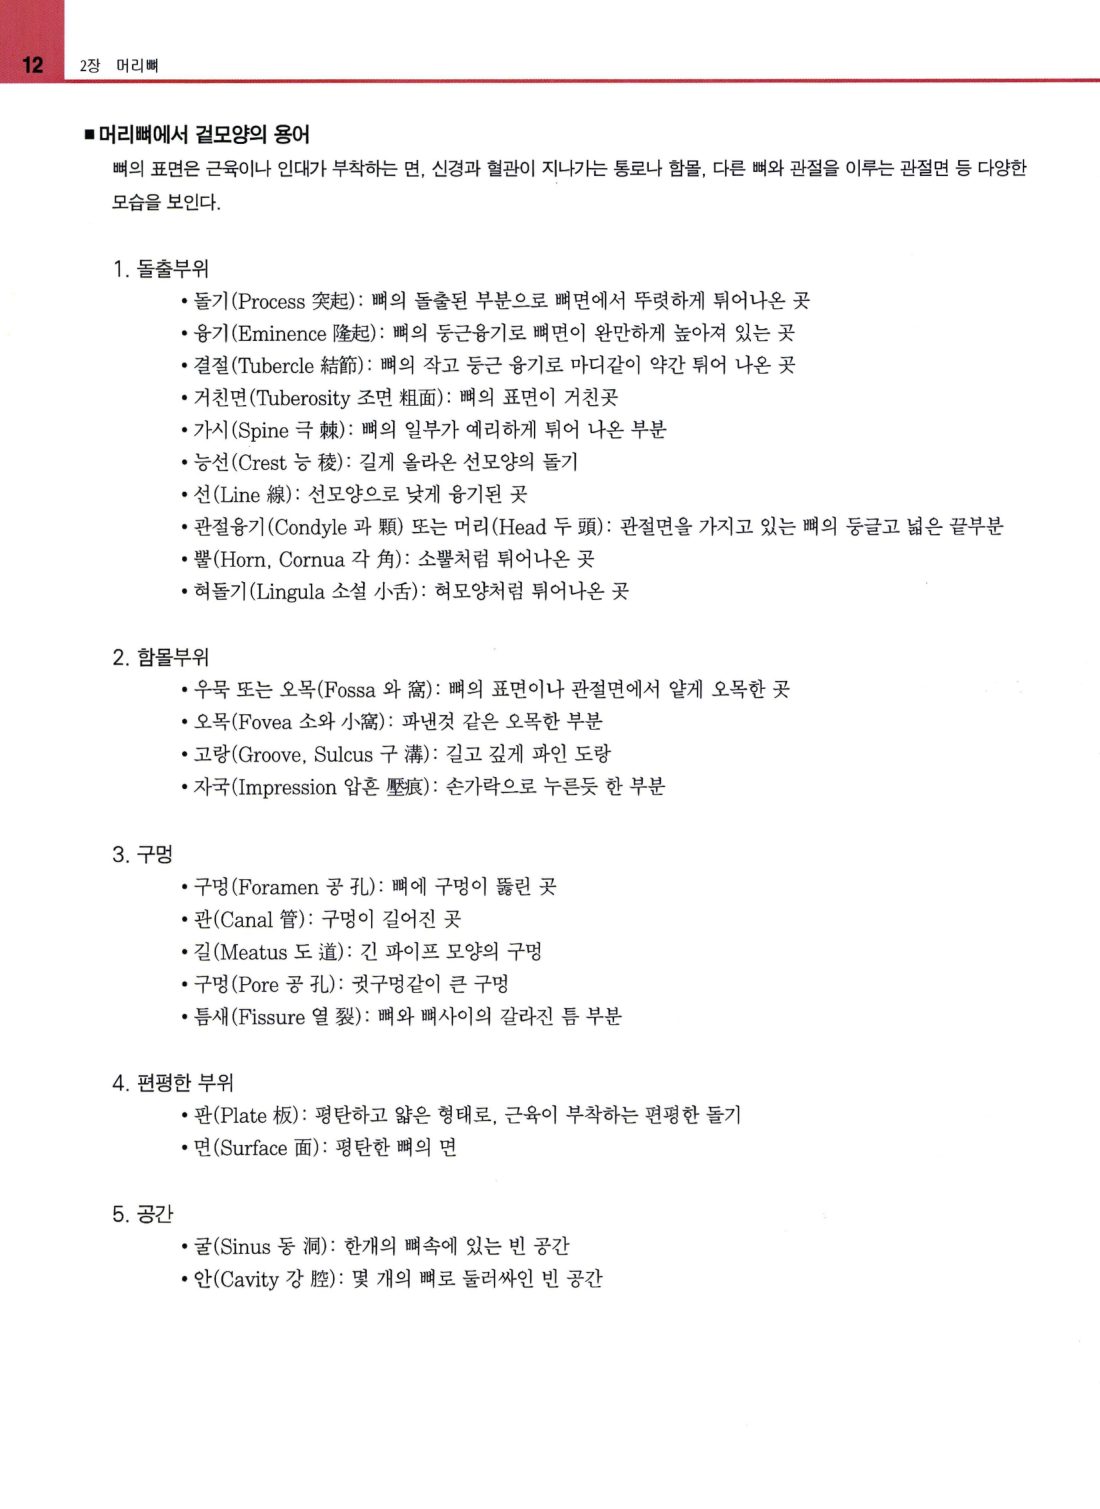 12 2장 머리뼈
■ 머리뼈에서 겉모양의 용어
뼈의 표면은 근육이나 인대가 부착하는 면, 신경과 혈관이 지나가는 통로나 함몰, 다른 뼈와 관절을 이루는 관절면 등 다양한
모습을 보인다.
1. 돌출부위
• 돌기(Process 突起): 뼈의 돌출된 부분으로 뼈면에서 뚜렷하게 튀어나온 곳
• 융기(Eminence 隆起): 뼈의 둥근융기로 뼈면이 완만하게 높아져 있는 곳
• 결절(Tubercle 結節): 뼈의 작고 둥근 융기로 마디같이 약간 튀어 나온 곳
• 거친면(Tuberosity 조면 粗面): 뼈의 표면이 거친곳
• 가시(Spine 극 棘): 뼈의 일부가 예리하게 튀어 나온 부분
• 능선(Crest 능 稜): 길게 올라온 선모양의 돌기
• 선(Line 線): 선모양으로 낮게 융기된 곳
• 관절융기(Condyle 과 顆) 또는 머리(Head 두 頭): 관절면을 가지고 있는 뼈의 둥글고 넓은 끝부분
• 뿔(Horn, Cornua 각 角): 소뿔처럼 튀어나온 곳
• 혀돌기(Lingula 소설 小舌): 혀모양처럼 튀어나온 곳
2. 함몰부위
• 우묵 또는 오목(Fossa 와 窩): 뼈의 표면이나 관절면에서 얕게 오목한 곳
• 오목(Fovea 소와 小窩): 파낸것 같은 오목한 부분
• 고랑(Groove, Sulcus 구 溝): 길고 깊게 파인 도랑
• 자국(Impression 압흔 壓痕): 손가락으로 누른듯 한 부분
3. 구멍
• 구멍(Foramen 공 孔): 뼈에 구멍이 뚫린 곳
• 관(Canal 管): 구멍이 길어진 곳
• 길(Meatus 도 道): 긴 파이프 모양의 구멍
• 구멍(Pore 공 孔): 귓구멍같이 큰 구멍
• 틈새(Fissure 열 裂): 뼈와 뼈사이의 갈라진 틈 부분
4. 편평한 부위
• 판(Plate 板): 평탄하고 얇은 형태로, 근육이 부착하는 편평한 돌기
• 면(Surface 面): 평탄한 뼈의 면
5. 공간
• 굴(Sinus 동 洞): 한개의 뼈속에 있는 빈 공간
• 안(Cavity 강 腔): 몇 개의 뼈로 둘러싸인 빈 공간